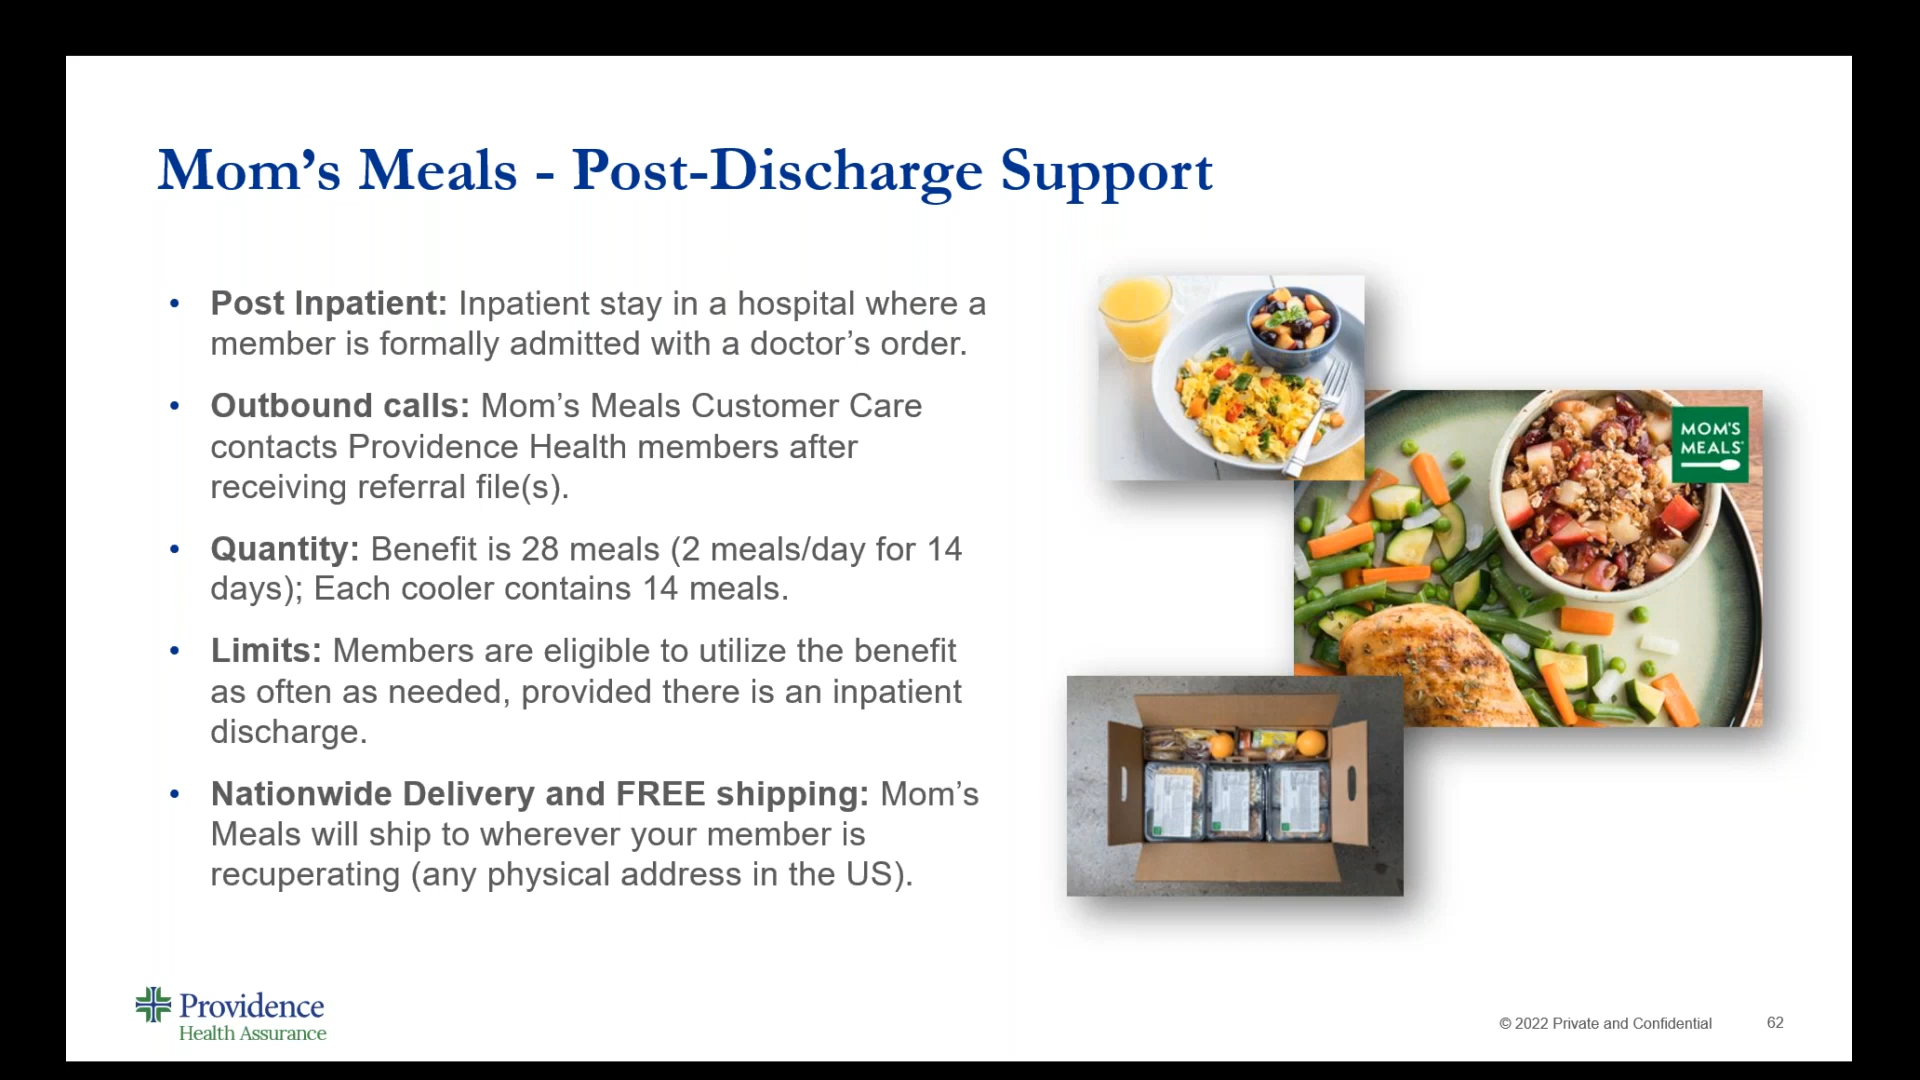 Mom’s Meals - Post-Discharge Support
• Post Inpatient: Inpatient stay in a hospital where a
member is formally admitted with a doctor’s order.
• Outbound calls: Mom’s Meals Customer Care
contacts Providence Health members after
receiving referral file(s).
• Quantity: Benefit is 28 meals (2 meals/day for 14
days); Each cooler contains 14 meals.
• Limits: Members are eligible to utilize the benefit
as often as needed, provided there is an inpatient
discharge.
• Nationwide Delivery and FREE shipping: Mom’s
Meals will ship to wherever your member is
recuperating (any physical address in the US).
MOM'S
MEALS
Providence
Health Assurance
© 2022 Private and Confidential
62